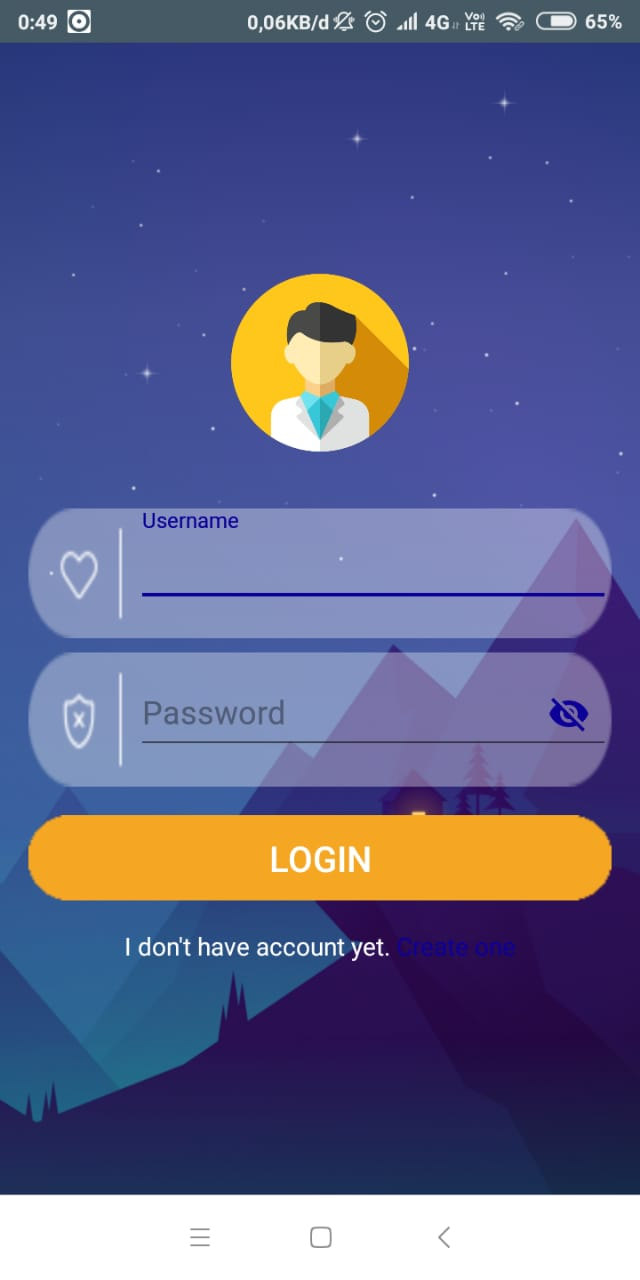 0:49 0,06KB/d 4G Vo)) LTE 65%
Username
Password
LOGIN
I don't have account yet. Create one